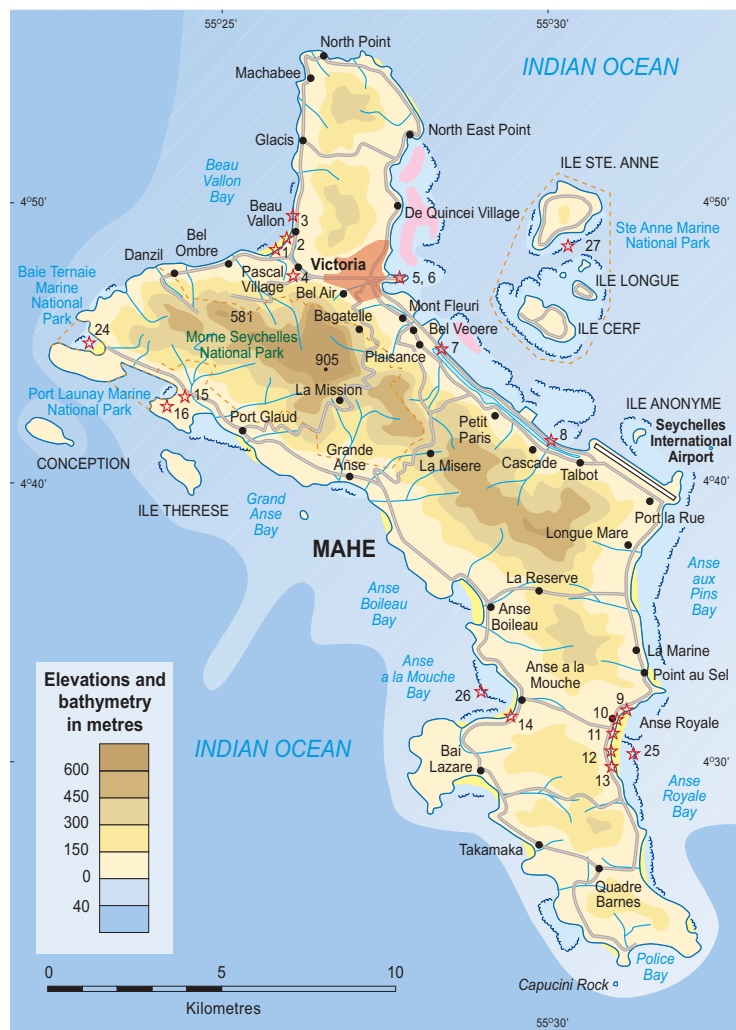 55°25'
55°30'
North Point
INDIAN OCEAN
Machabee
North East Point
Glacis
ILE STE. ANNE
Beau
Vallon
Bay
4°50'
4°50'
Beau
Vallon
3
De Quincei Village
Ste Anne Marine
National Park
Bel
Ombre
2
27
Danzil
1
Victoria
Baie Ternaie
Marine
National
Park
Pascal
Village
4
5, 6
ILE LONGUE
Bel Air
Mont Fleuri
581
Bagatelle
Bel Veoere
ILE CERF
24
Morne Seychelles
National Park
Plaisance
7
905
Port Launay Marine
National Park
15
La Mission
16
ILE ANONYME
Port Glaud
Petit
Paris
8
Seychelles
International
Airport
CONCEPTION
Grande
Anse
La Misere
Cascade
Talbot
4°40'
4°40'
ILE THERESE
Grand
Anse
Bay
Port la Rue
Longue Mare
MAHE
Anse
aux
Pins
Bay
La Reserve
Anse
Boileau
Bay
Anse
Boileau
La Marine
Elevations and
bathymetry
in metres
Anse
a la Mouche
Bay
Anse a la
Mouche
Point au Sel
26
9
10
14
Anse Royale
11
INDIAN OCEAN
Bai
Lazare
12
25
4°30'
13
600
450
300
150
0
40
Anse
Royale
Bay
Takamaka
Quadre
Barnes
Police
Bay
0
5
10
Capucini Rock
Kilometres
55°30'